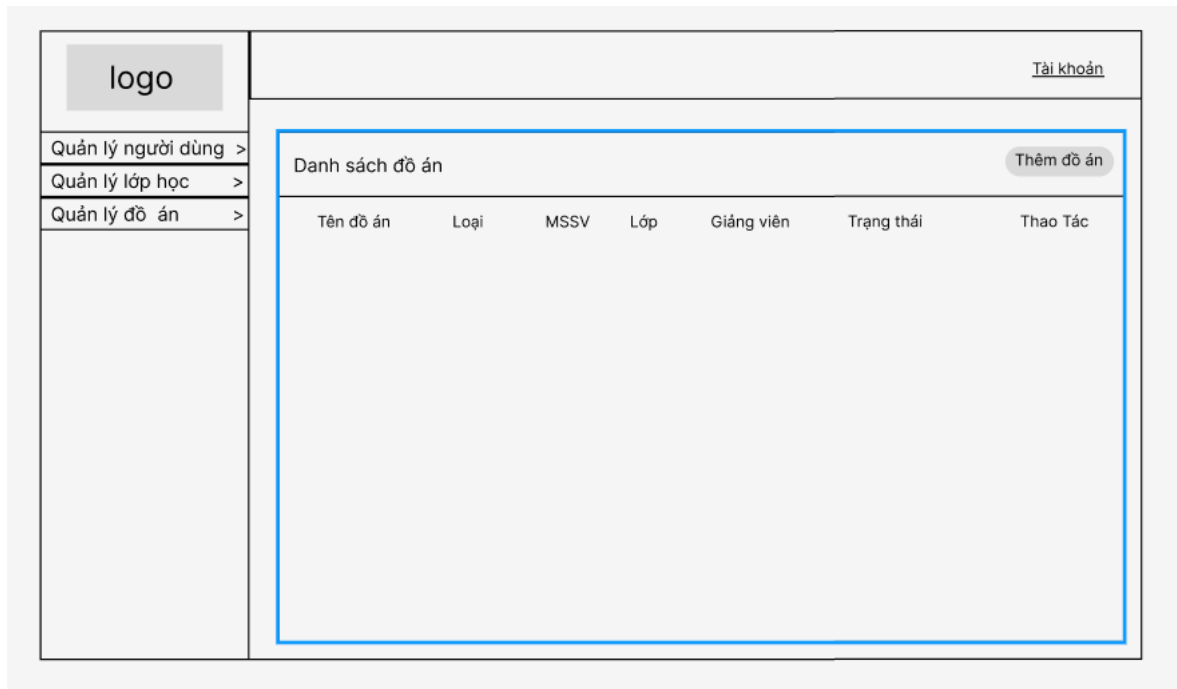 logo
Tài khoản
Quản lý người dùng >
Quản lý lớp học >
Quản lý đồ án >
Danh sách đồ án
Thêm đồ án
Tên đồ án Loại MSSV Lớp Giảng viên Trạng thái Thao Tác